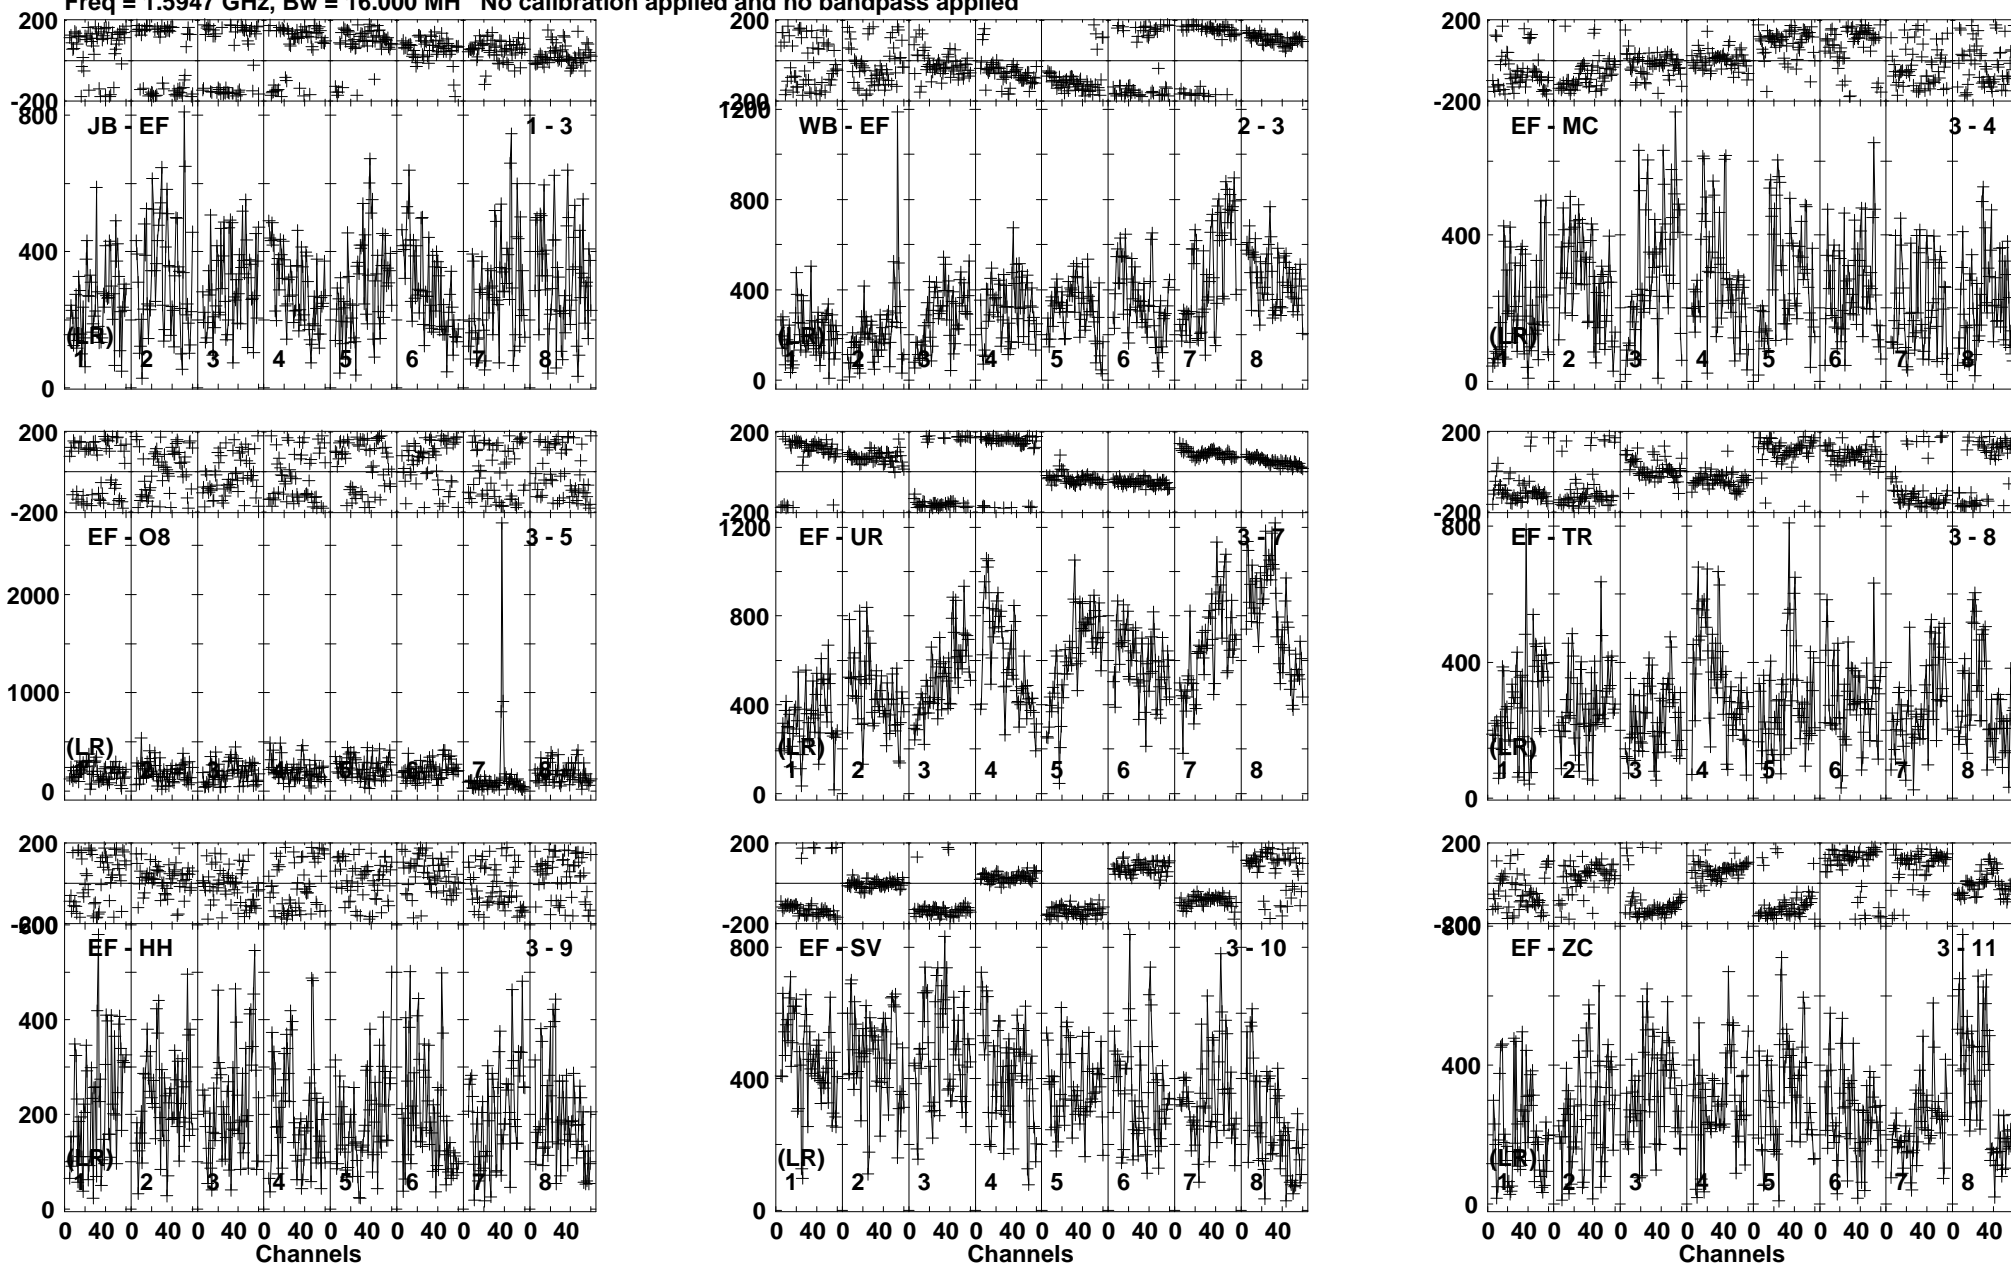 Freq = 1.5947 GHz, Bw = 16.000 MH No calibration applied and no bandpass applied
200 200 200
-200 -200 -200
800 1200
JB - EF 1 - 3 WB - EF 2 - 3 EF - MC 3 - 4
800
400 400 400
(LR) (LR) (LR)
1 2 3 4 5 6 7 8 1 2 3 4 5 6 7 8 1 2 3 4 5 6 7 8
0 0 0
200 200 200
-200 -200 -200
1200 800
EF - O8 3 - 5 EF - UR 3 - 7 EF - TR 3 - 8
2000 800
1000 400 400
(LR) (LR) (LR)
1 2 3 4 5 6 7 8 1 2 3 4 5 6 7 8 1 2 3 4 5 6 7 8
0 0 0
200 200 200
-200 -200 -200
600 800 800
EF - HH 3 - 9 EF - SV 3 - 10 EF - ZC 3 - 11
400 400 400
200
(LR) (LR) (LR)
1 2 3 4 5 6 7 8 1 2 3 4 5 6 7 8 1 2 3 4 5 6 7 8
0 0 0
0 40 0 40 0 40 0 40 0 40 0 40 0 40 0 40 0 40 0 40 0 40 0 40 0 40 0 40 0 40 0 40 0 40 0 40 0 40 0 40 0 40 0 40 0 40 0 40
Channels Channels Channels